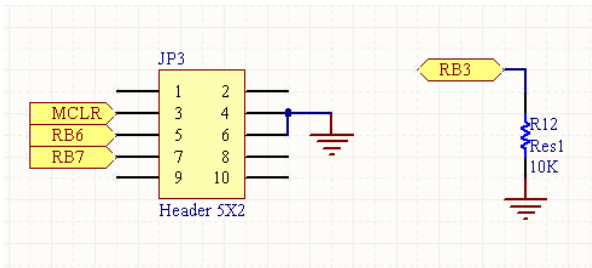 JP3
1 2
MCLR 3 4
RB6 5 6
RB7 7 8
9 10
Header 5X2
RB3
R12
Res1
10K